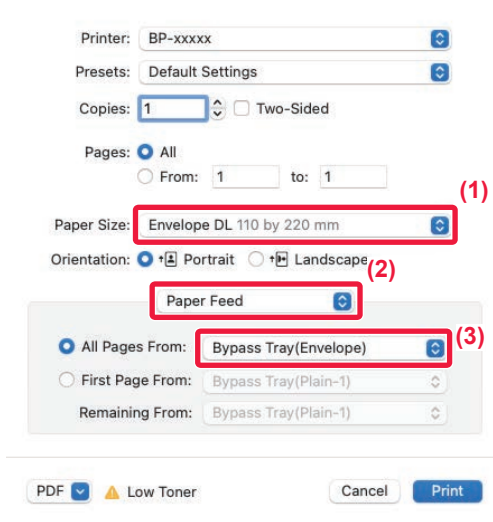 Printer: BP-xxxxx
Presets: Default Settings
Copies: 1 Two-Sided
Pages: All
From: 1 to: 1
(1)
Paper Size: Envelope DL 110 by 220 mm
Orientation: Portrait Landscape
(2)
Paper Feed
(3)
All Pages From: Bypass Tray(Envelope)
First Page From: Bypass Tray(Plain-1)
Remaining From: Bypass Tray(Plain-1)
PDF Low Toner Cancel Print